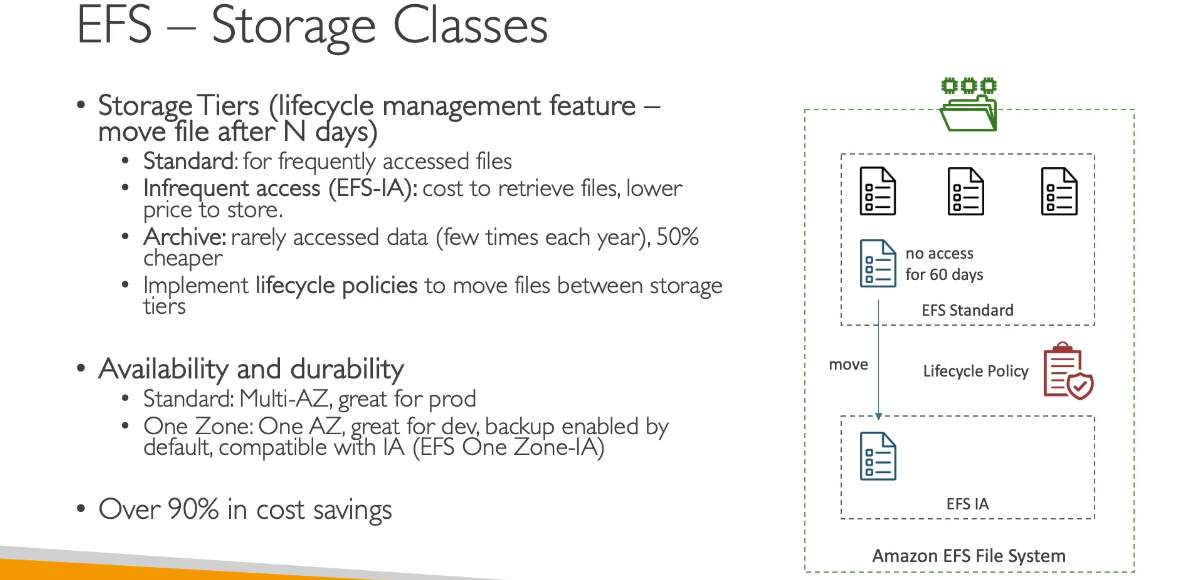 EFS – Storage Classes
• Storage Tiers (lifecycle management feature –
move file after N days)
• Standard: for frequently accessed files
• Infrequent access (EFS-IA): cost to retrieve files, lower
price to store.
• Archive: rarely accessed data (few times each year), 50%
cheaper
• Implement lifecycle policies to move files between storage
tiers
• Availability and durability
• Standard: Multi-AZ, great for prod
• One Zone: One AZ, great for dev, backup enabled by
default, compatible with IA (EFS One Zone-IA)
• Over 90% in cost savings
no access
for 60 days
EFS Standard
move
Lifecycle Policy
EFS IA
Amazon EFS File System